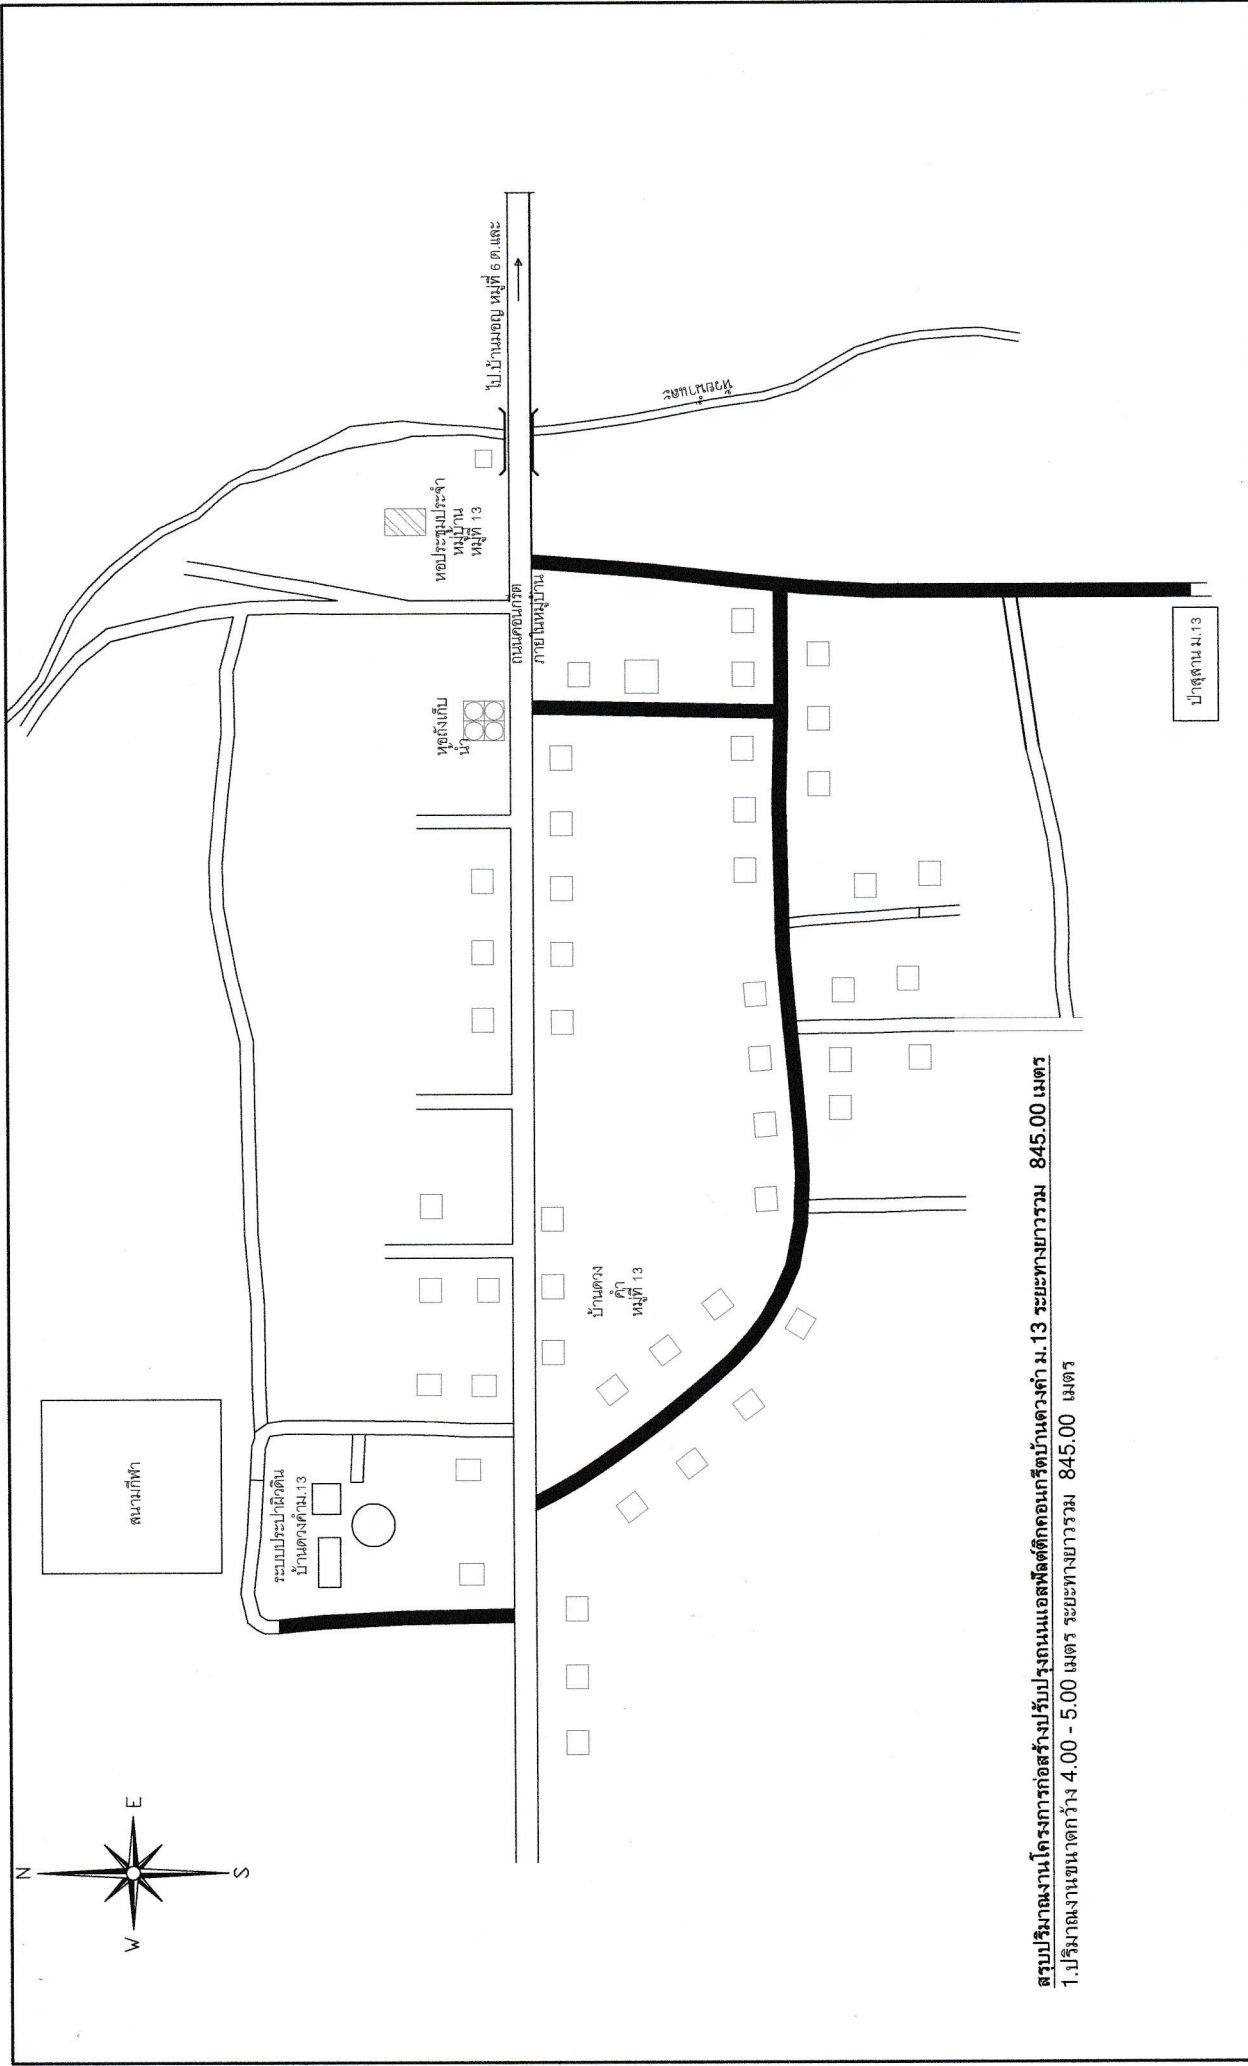 N
W
E
S
สนามกีฬา
ระบบประปาผิวดิน
บ้านดวงคำม.13
หอถังเก็บ
น้ำ
หอประชุมประจำ
หมู่บ้าน
หมู่ที่ 13
ไป.บ้านมอญ หมู่ที่ 6 ต.แคะ
ถนนคอนกรีต
ภายในหมู่บ้าน
ห้วยน้ำแคะ
บ้านดวง
คำ
หมู่ที่ 13
ป่าสุสาน ม.13
สรุปปริมาณงานโครงการก่อสร้างปรับปรุงถนนแอสฟัลต์ติกคอนกรีตบ้านดวงคำ ม.13 ระยะทางยาวรวม 845.00 เมตร
1.ปริมาณงานขนาดกว้าง 4.00 - 5.00 เมตร ระยะทางยาวรวม 845.00 เมตร